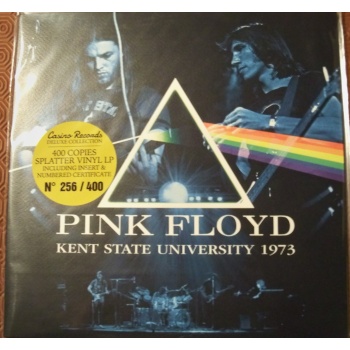 Casino Records
DELUXE COLLECTION
400 COPIES
SPLATTER VINYL LP
INCLUDING INSERT &
NUMBERED CERTIFICATE
Nº 256 / 400
PINK FLOYD
KENT STATE UNIVERSITY 1973